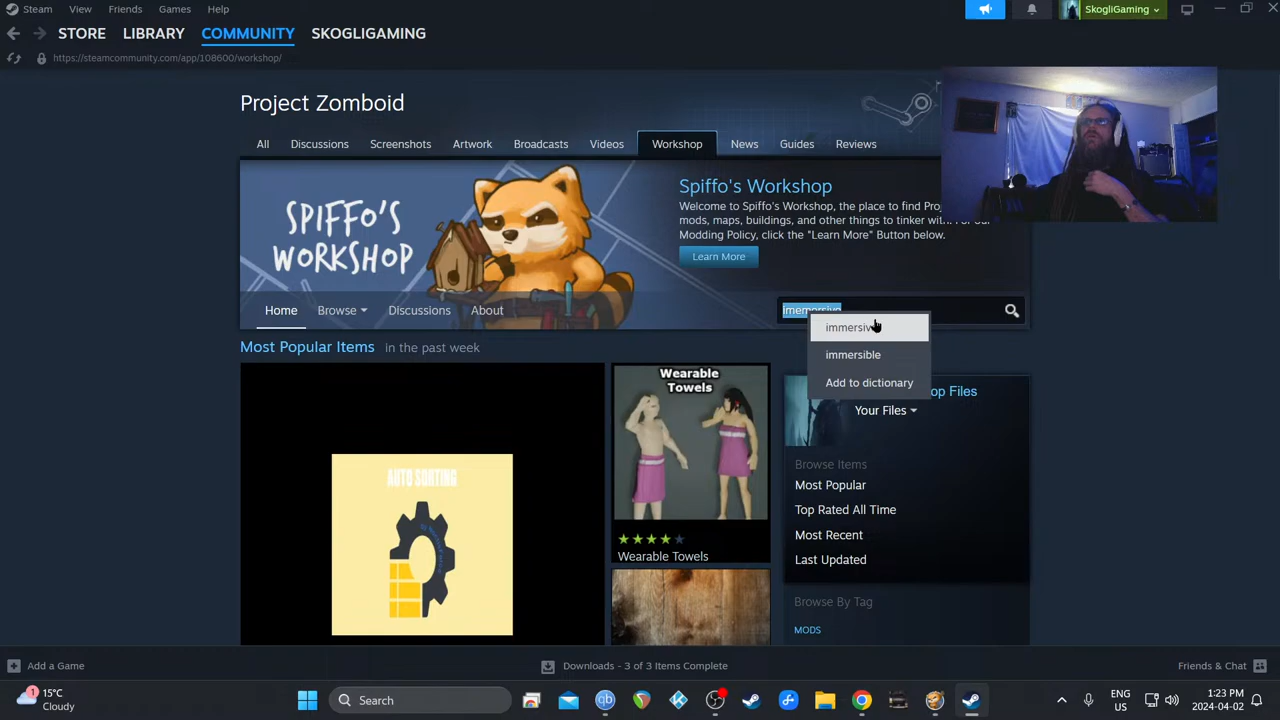 Steam View Friends Games Help SkogliGaming
STORE LIBRARY COMMUNITY SKOGLIGAMING
https://steamcommunity.com/app/108600/workshop/
Project Zomboid
All Discussions Screenshots Artwork Broadcasts Videos Workshop News Guides Reviews
SPIFFO'S
WORKSHOP
Spiffo's Workshop
Welcome to Spiffo's Workshop, the place to find
mods, maps, buildings, and other things to tinker with.
Modding Policy, click the "Learn More" Button below.
Learn More
Home Browse Discussions About
imemorsive
immersive
immersible
Add to dictionary
Most Popular Items in the past week
Files
Your Files
Wearable
Towels
AUTO SORTING
Wearable Towels
Browse Items
Most Popular
Top Rated All Time
Most Recent
Last Updated
Browse By Tag
MODS
Add a Game Downloads - 3 of 3 Items Complete Friends & Chat
1
15°C
Cloudy
Search
ENG
US
1:23 PM
2024-04-02